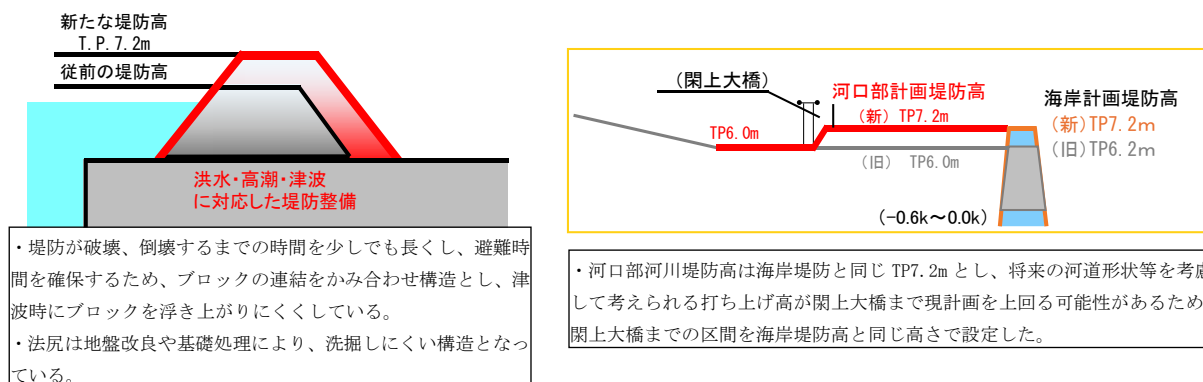 新たな堤防高
T.P.7.2m
従前の堤防高
洪水・高潮・津波
に対応した堤防整備
・堤防が破壊、倒壊するまでの時間を少しでも長くし、避難時
間を確保するため、ブロックの連結をかみ合わせ構造とし、津
波時にブロックを浮き上がりにくくしている。
・法尻は地盤改良や基礎処理により、洗掘しにくい構造となっ
ている。
(閖上大橋)
河口部計画堤防高
(新) TP7.2m
TP6.0m
(旧) TP6.0m
海岸計画堤防高
(新)TP7.2m
(旧)TP6.2m
(-0.6k～0.0k)
・河口部河川堤防高は海岸堤防と同じ TP7.2m とし、将来の河道形状等を考慮
して考えられる打ち上げ高が閖上大橋まで現計画を上回る可能性があるため
閖上大橋までの区間を海岸堤防高と同じ高さで設定した。